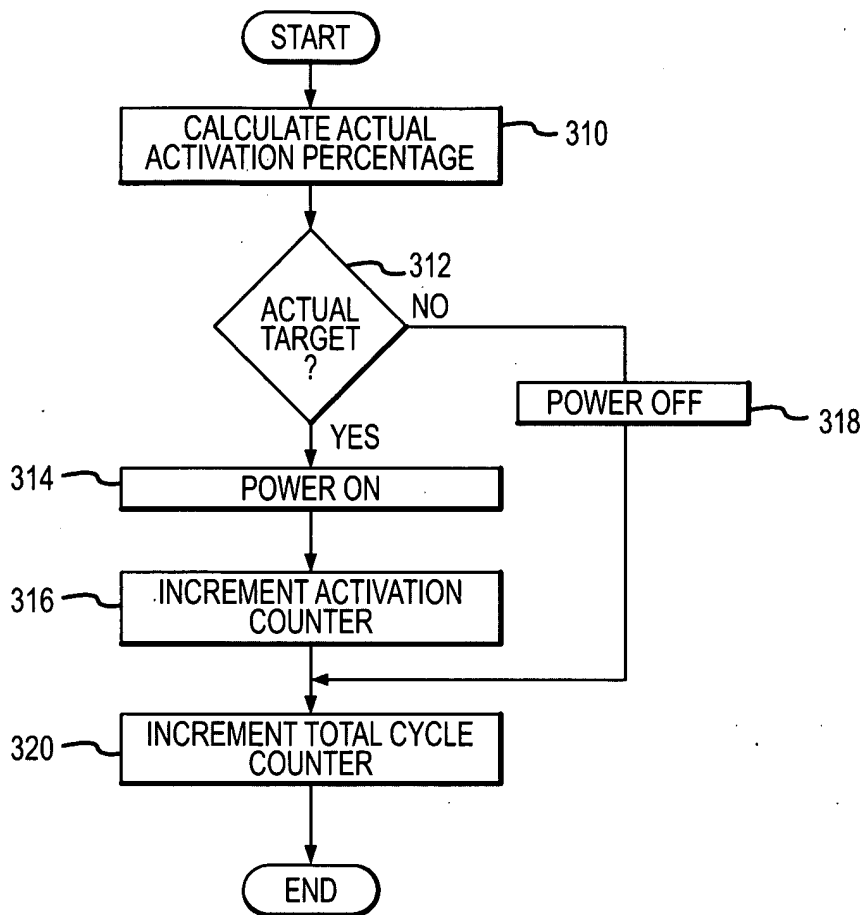 START
CALCULATE ACTUAL
ACTIVATION PERCENTAGE
310
312
ACTUAL
TARGET
?
NO
YES
POWER OFF
318
314
POWER ON
316
INCREMENT ACTIVATION
COUNTER
320
INCREMENT TOTAL CYCLE
COUNTER
END